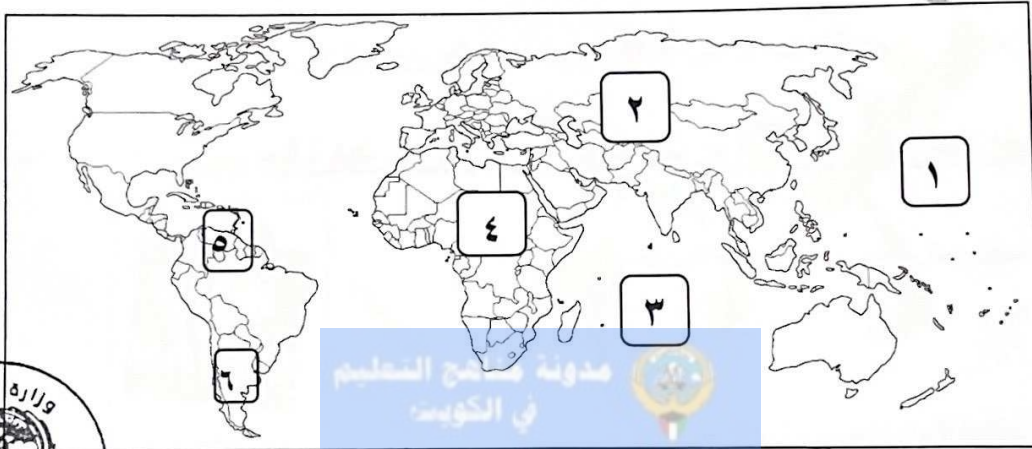 ٢
١
٤
٥
٣
٦
مدونة مناهج التعليم
في الكويت
وزارة